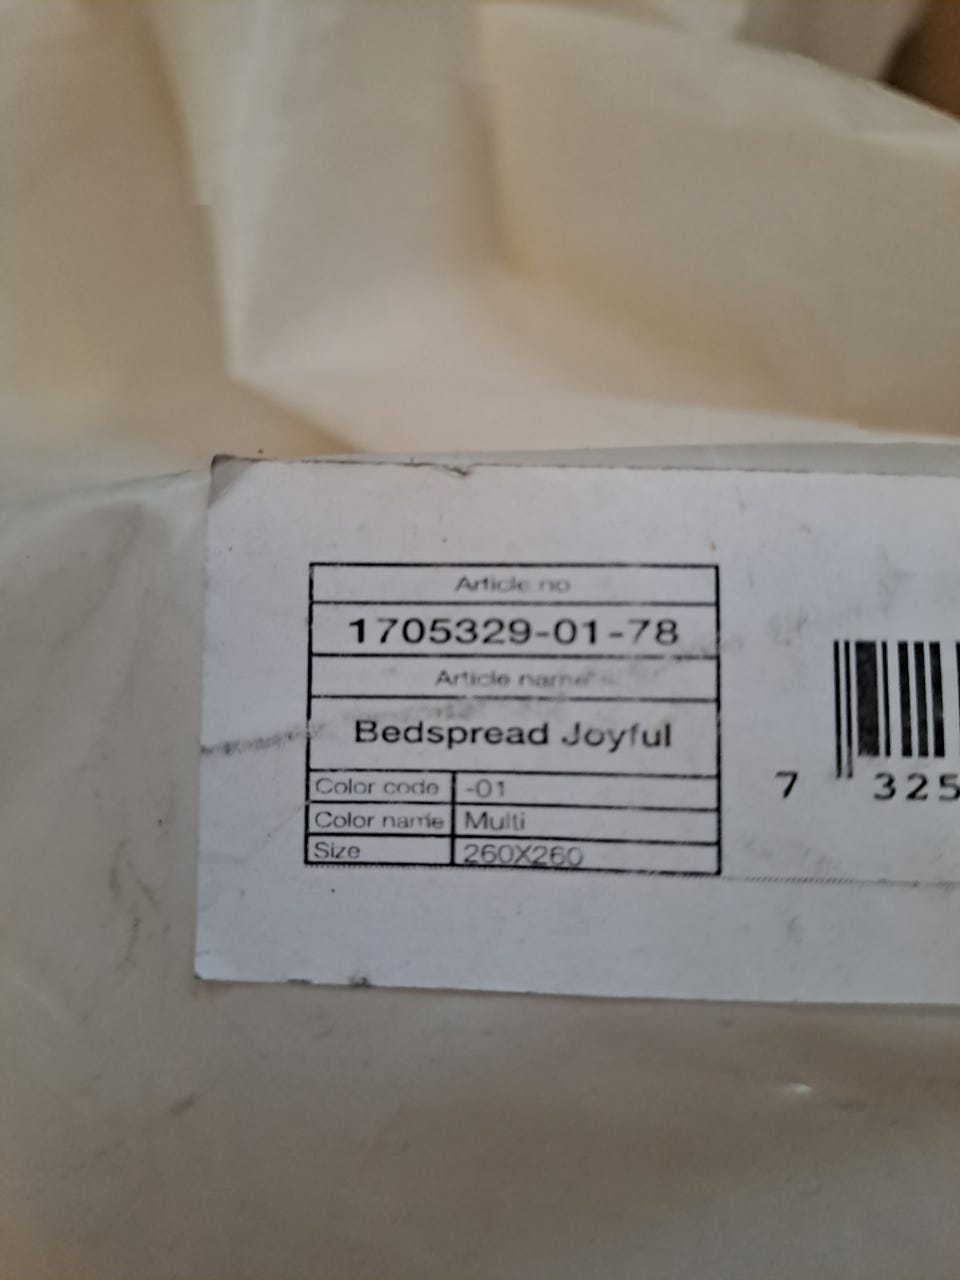 Article no
1705329-01-78
Article name
Bedspread Joyful
Color code -01
Color name Multi
Size 260X260
7 325